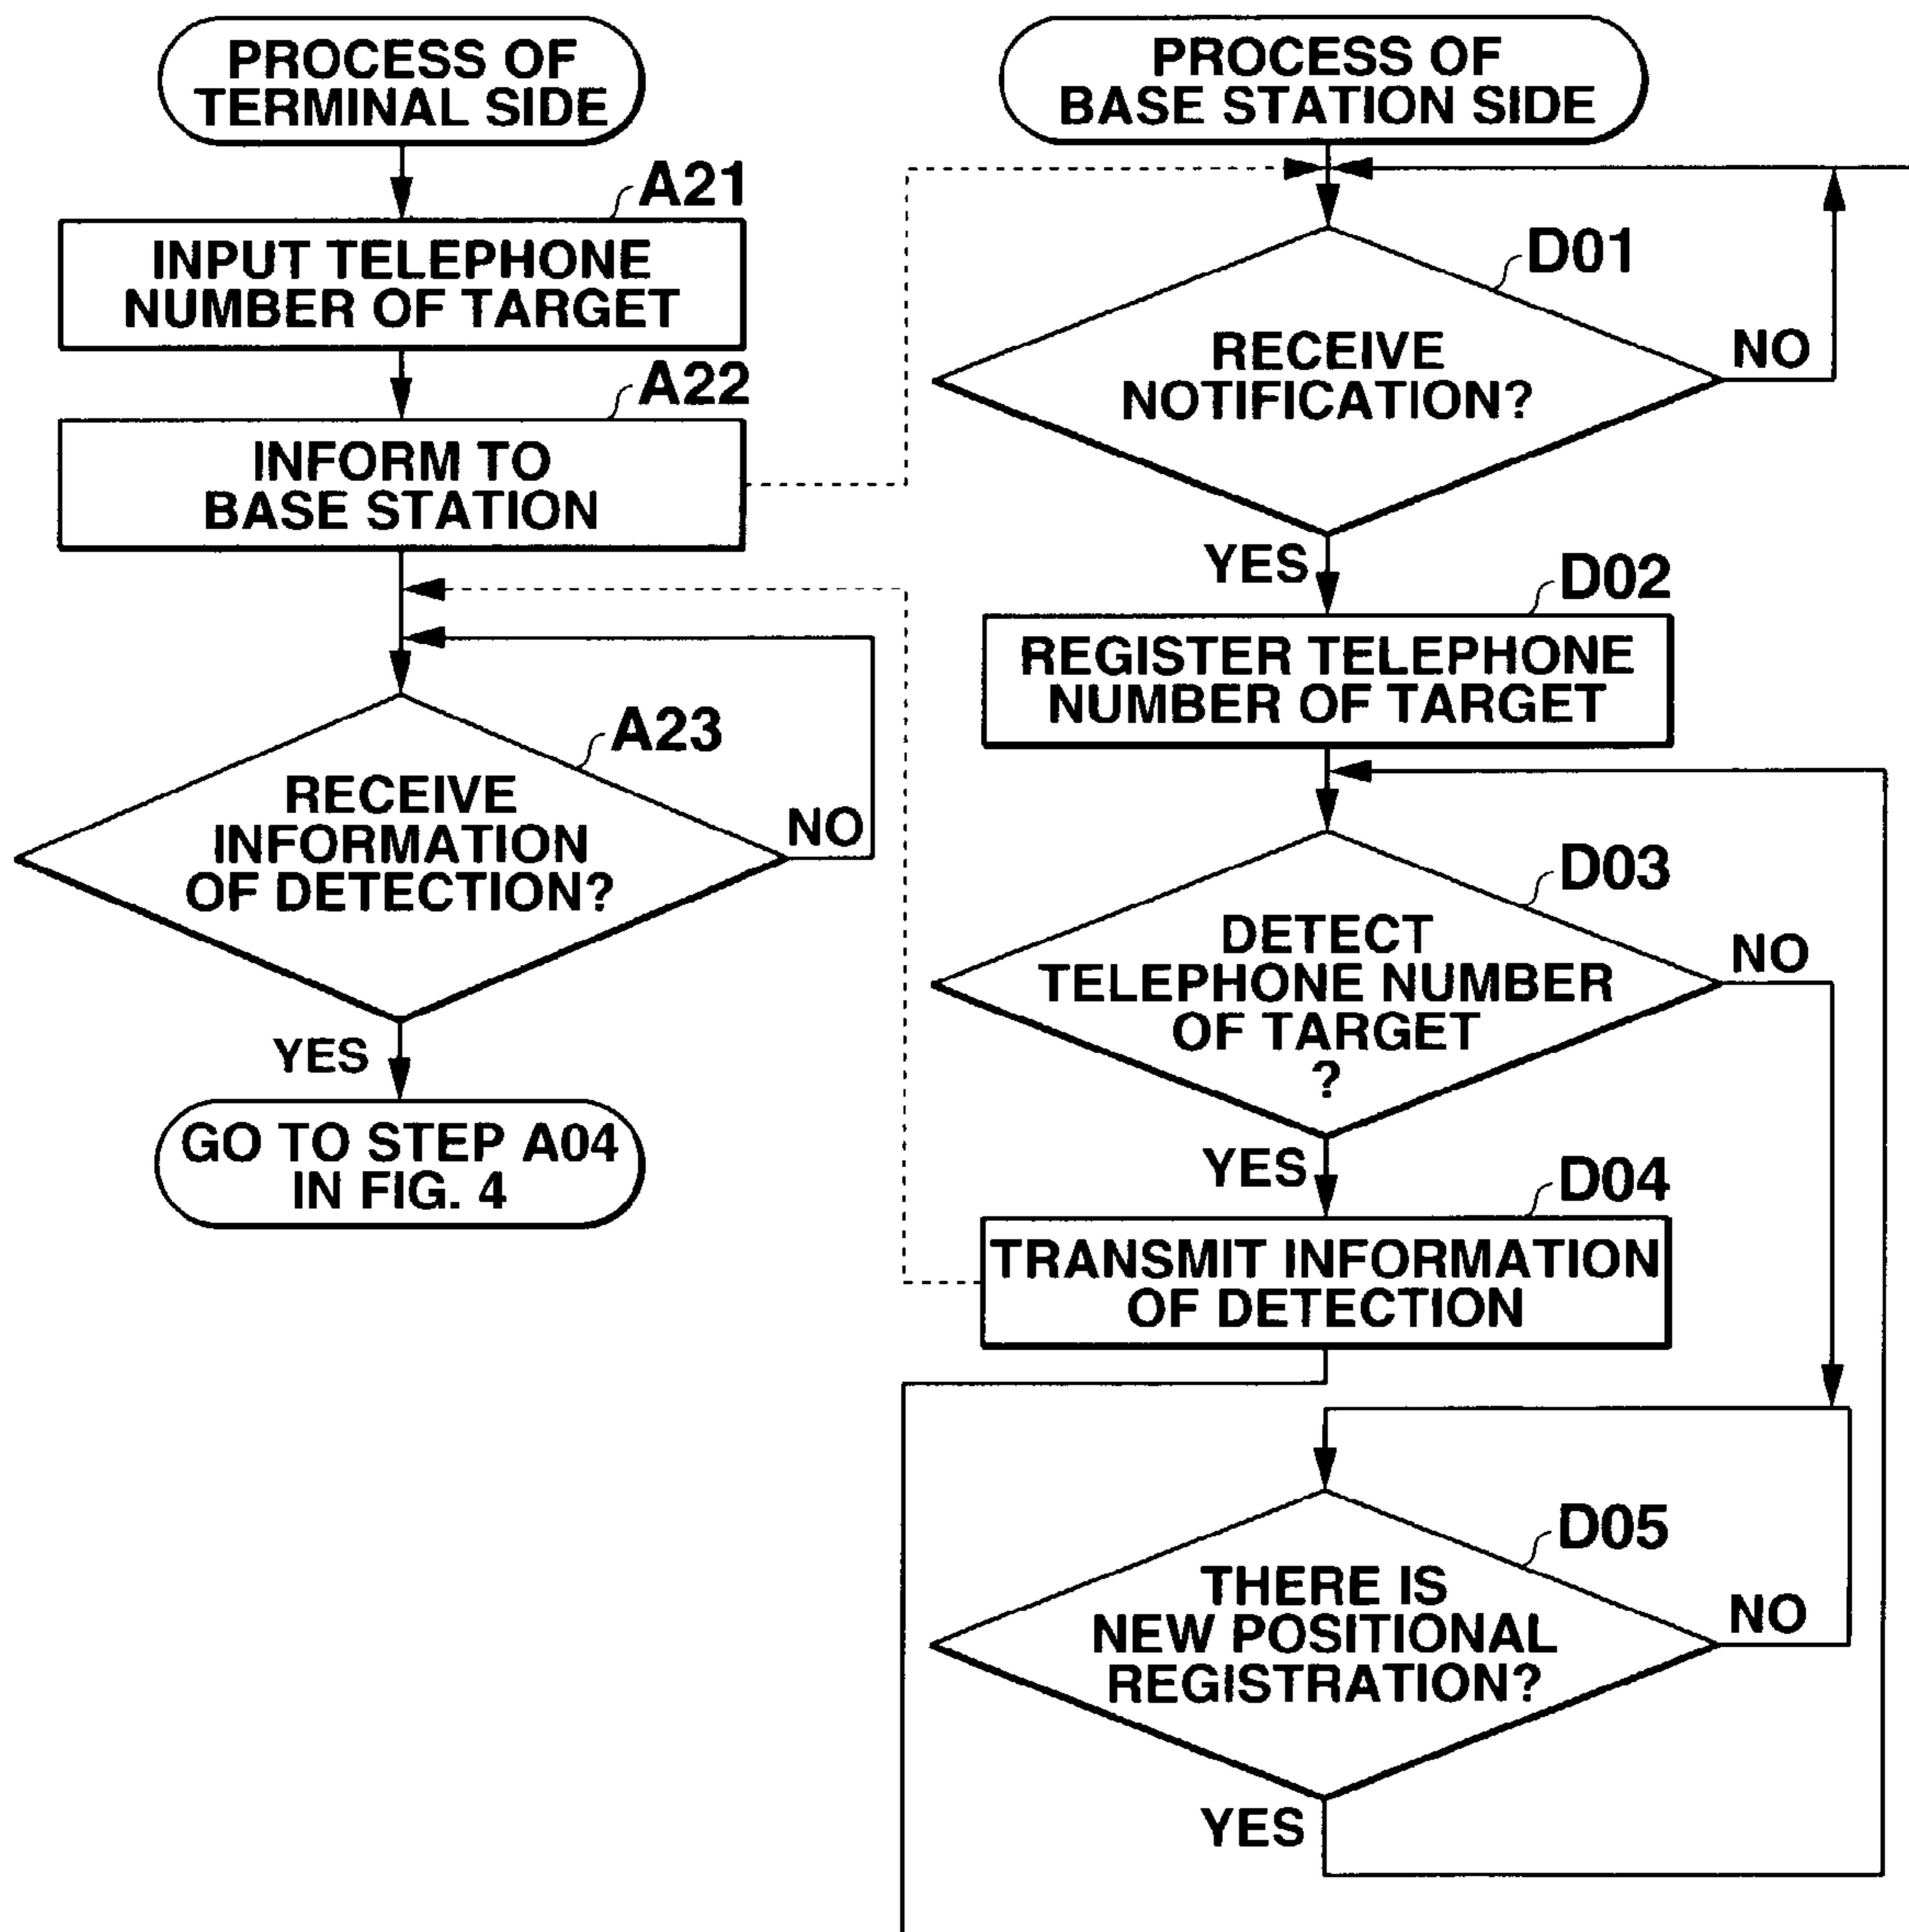 PROCESS OF
TERMINAL SIDE
A21
INPUT TELEPHONE
NUMBER OF TARGET
A22
INFORM TO
BASE STATION
A23
RECEIVE
INFORMATION
OF DETECTION?
NO
YES
GO TO STEP A04
IN FIG. 4
PROCESS OF
BASE STATION SIDE
D01
RECEIVE
NOTIFICATION?
NO
YES
D02
REGISTER TELEPHONE
NUMBER OF TARGET
D03
DETECT
TELEPHONE NUMBER
OF TARGET
?
NO
YES
D04
TRANSMIT INFORMATION
OF DETECTION
D05
THERE IS
NEW POSITIONAL
REGISTRATION?
NO
YES